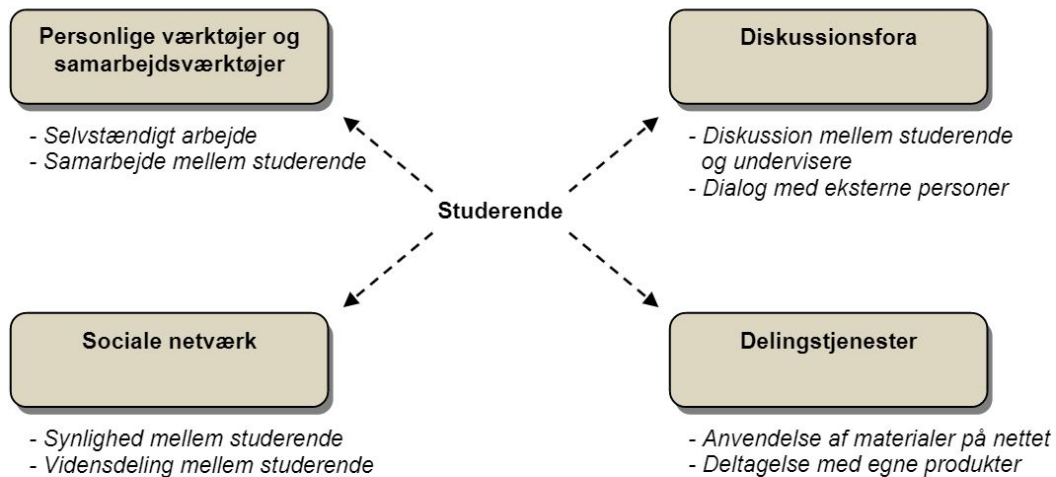 Personlige værktøjer og
samarbejdsværktøjer
- Selvstændigt arbejde
- Samarbejde mellem studerende
Diskussionsfora
- Diskussion mellem studerende
og undervisere
- Dialog med eksterne personer
Studerende
Sociale netværk
- Synlighed mellem studerende
- Vidensdeling mellem studerende
Delingstjenester
- Anvendelse af materialer på nettet
- Deltagelse med egne produkter